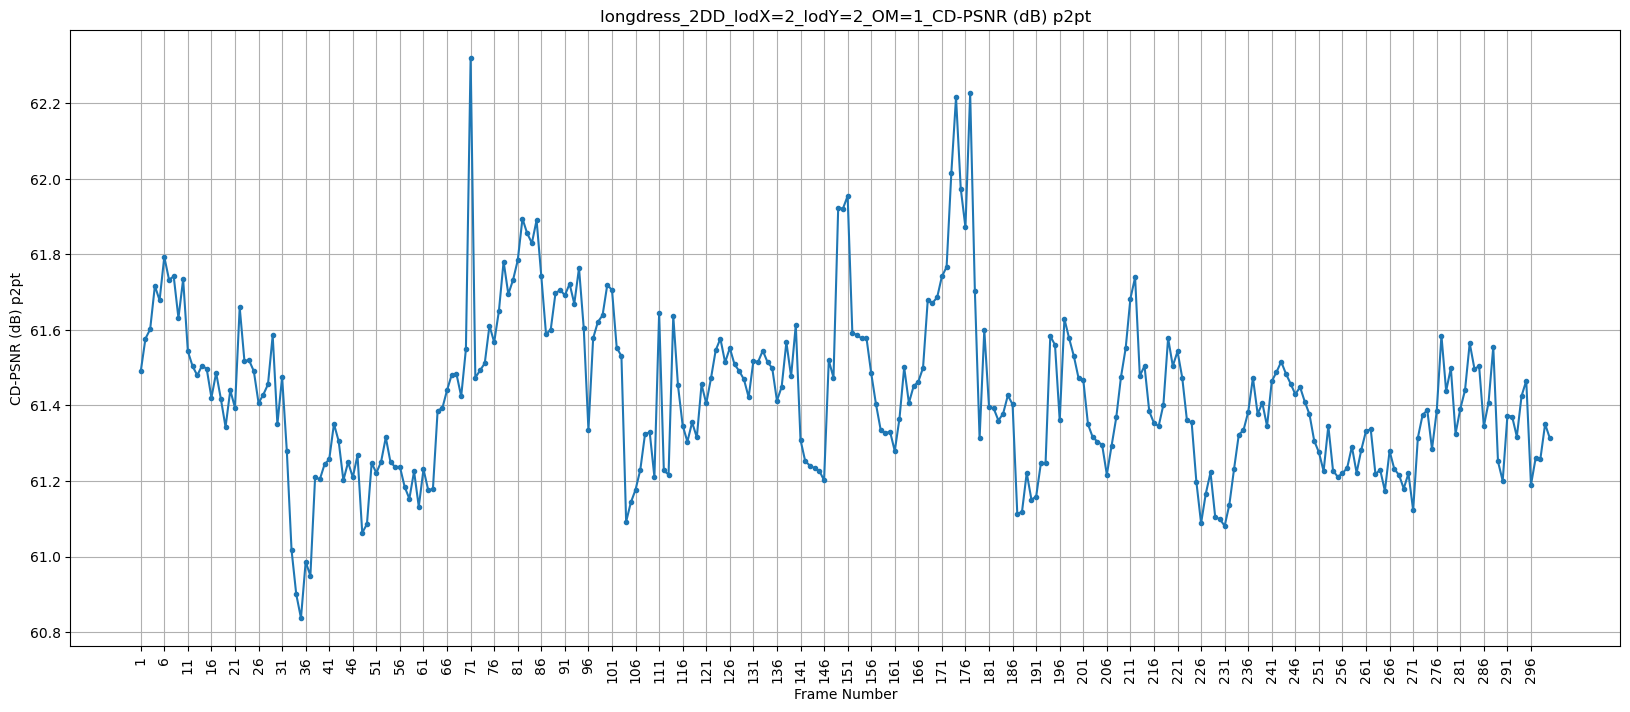 longdress_2DD_lodX=2_lodY=2_OM=1_CD-PSNR (dB) p2pt
CD-PSNR (dB) p2pt
62.2
62.0
61.8
61.6
61.4
61.2
61.0
60.8
1 6 11 16 21 26 31 36 41 46 51 56 61 66 71 76 81 86 91 96 101 106 111 116 121 126 131 136 141 146 151 156 161 166 171 176 181 186 191 196 201 206 211 216 221 226 231 236 241 246 251 256 261 266 271 276 281 286 291 296
Frame Number